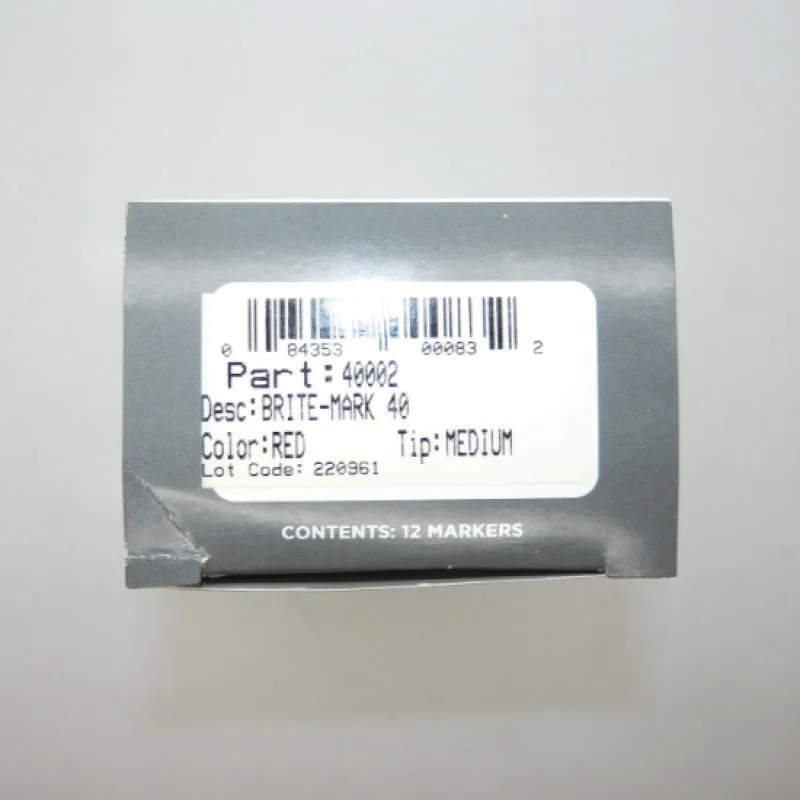 0 84353 00083 2
Part:40002
Desc:BRITE-MARK 40
Color:RED Tip:MEDIUM
Lot Code: 220961
CONTENTS: 12 MARKERS